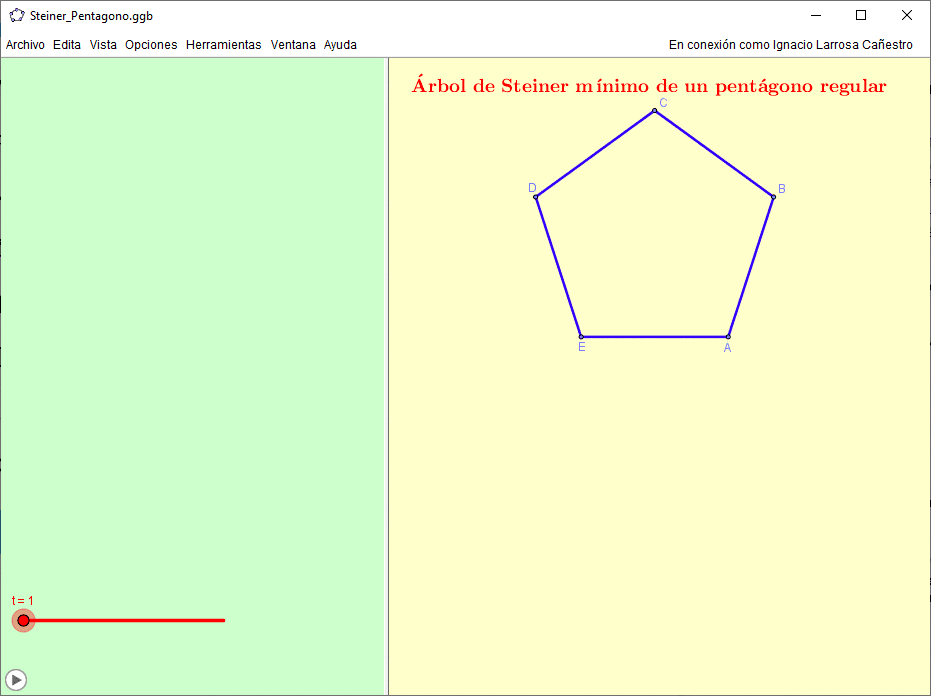 Steiner_Pentagono.ggb
Archivo Edita Vista Opciones Herramientas Ventana Ayuda En conexión como Ignacio Larrosa Cañestro
Árbol de Steiner mínimo de un pentágono regular
C
D
B
E
A
t = 1